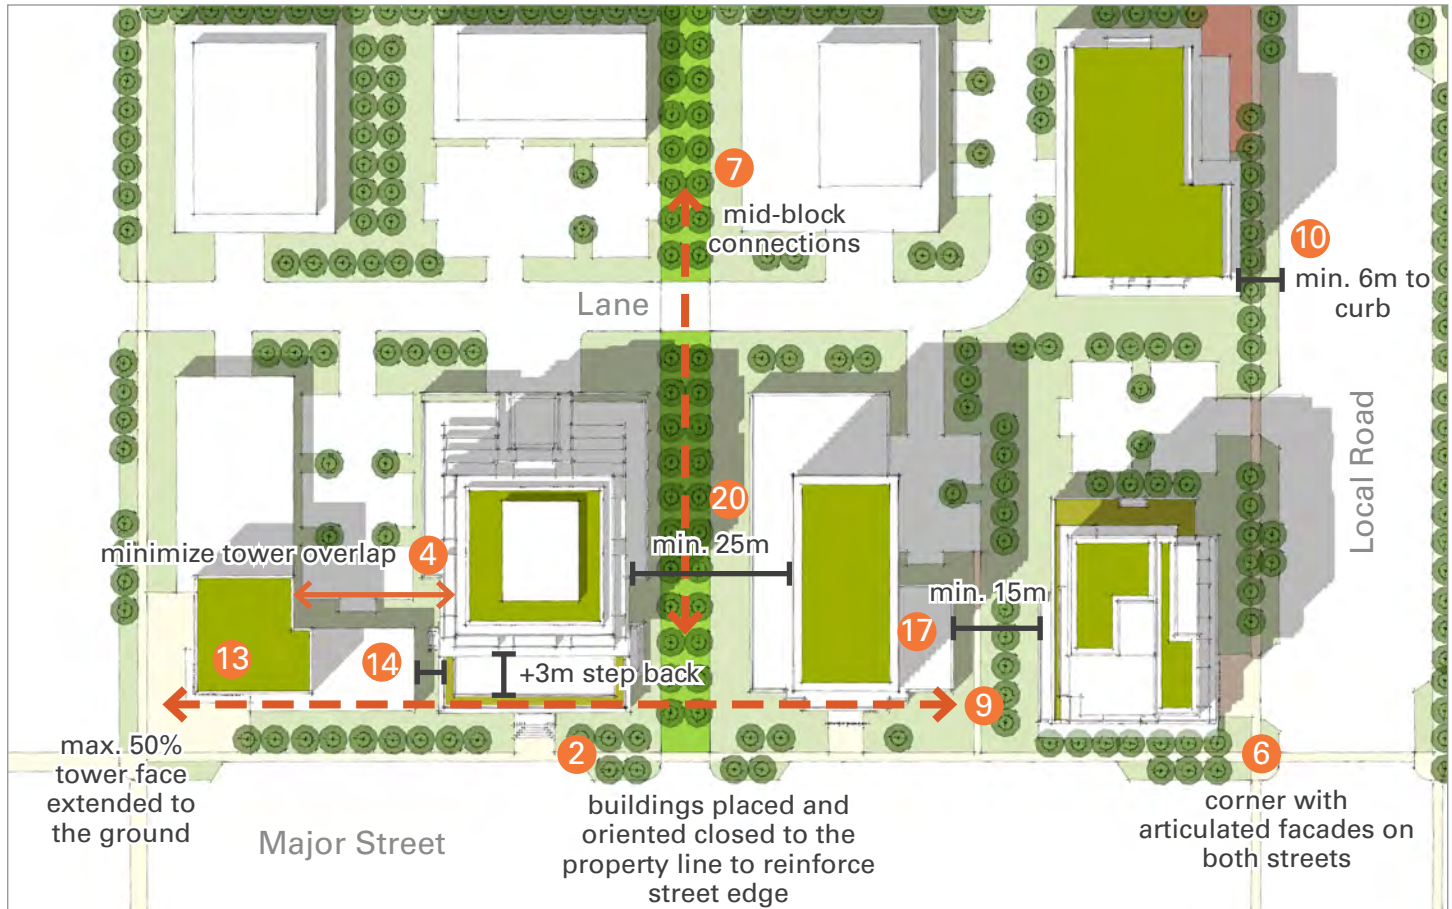 7
mid-block
connections
10
min. 6m to
curb
Lane
Local Road
20
minimize tower overlap
4
min. 25m
min. 15m
17
13
14
+3m step back
9
2
6
max. 50%
tower face
extended to
the ground
Major Street
buildings placed and
oriented closed to the
property line to reinforce
street edge
corner with
articulated facades on
both streets